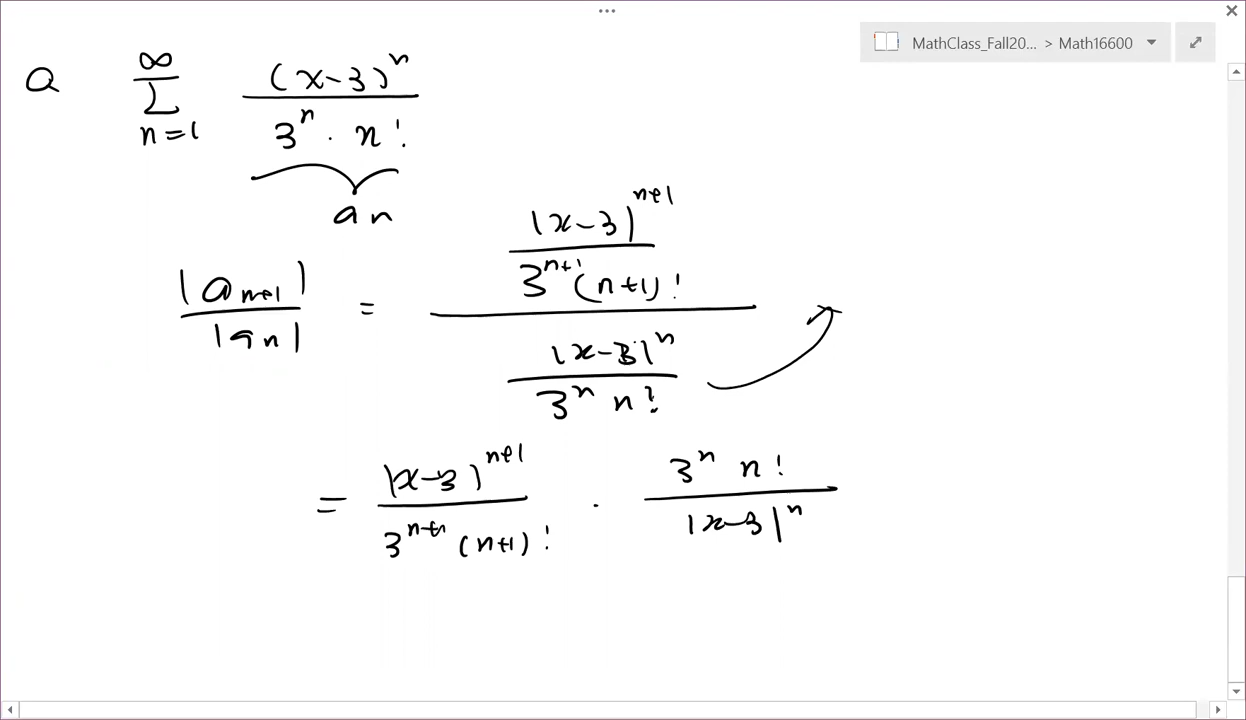 MathClass_Fall20... > Math16600
Q ∑_{n=1}^{∞} (x-3)^n / (3^n · n!)
a_n
|a_{n+1}| / |a_n| = (|x-3|^{n+1} / (3^{n+1} (n+1)!)) / (|x-3|^n / (3^n n!))
= |x-3|^{n+1} / (3^{n+1} (n+1)!) · 3^n n! / |x-3|^n